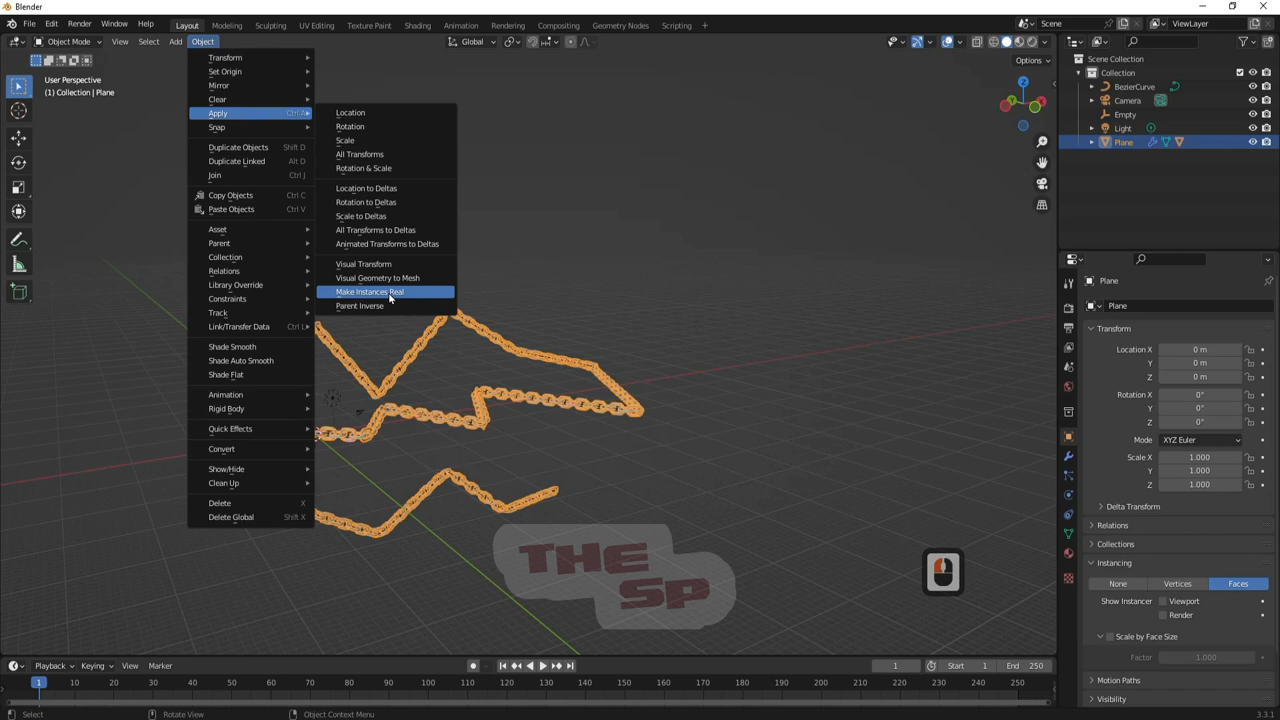 Blender
File Edit Render Window Help Layout Modeling Sculpting UV Editing Texture Paint Shading Animation Rendering Compositing Geometry Nodes Scripting + Scene ViewLayer
Object Mode View Select Add Object Global
Options
User Perspective
(1) Collection | Plane
Transform
Set Origin
Mirror
Clear
Apply Ctrl A
Snap
Duplicate Objects Shift D
Duplicate Linked Alt D
Join Ctrl J
Copy Objects Ctrl C
Paste Objects Ctrl V
Asset
Parent
Collection
Relations
Library Override
Constraints
Track
Link/Transfer Data Ctrl L
Shade Smooth
Shade Auto Smooth
Shade Flat
Animation
Rigid Body
Quick Effects
Convert
Show/Hide
Clean Up
Delete X
Delete Global Shift X
Location
Rotation
Scale
All Transforms
Rotation & Scale
Location to Deltas
Rotation to Deltas
Scale to Deltas
All Transforms to Deltas
Animated Transforms to Deltas
Visual Transform
Visual Geometry to Mesh
Make Instances Real
Parent Inverse
Z
Y
X
THE
SP
Scene Collection
Collection
BezierCurve
Camera
Empty
Light
Plane
Plane
Plane
Transform
Location X 0 m
Y 0 m
Z 0 m
Rotation X 0°
Y 0°
Z 0°
Mode XYZ Euler
Scale X 1.000
Y 1.000
Z 1.000
Delta Transform
Relations
Collections
Instancing
None Vertices Faces
Show Instancer Viewport
Render
Scale by Face Size
Factor 1.000
Motion Paths
Visibility
Playback Keying View Marker 1 Start 1 End 250
1 10 20 30 40 50 60 70 80 90 100 110 120 130 140 150 160 170 180 190 200 210 220 230 240 250
Select Rotate View Object Context Menu 3.3.1